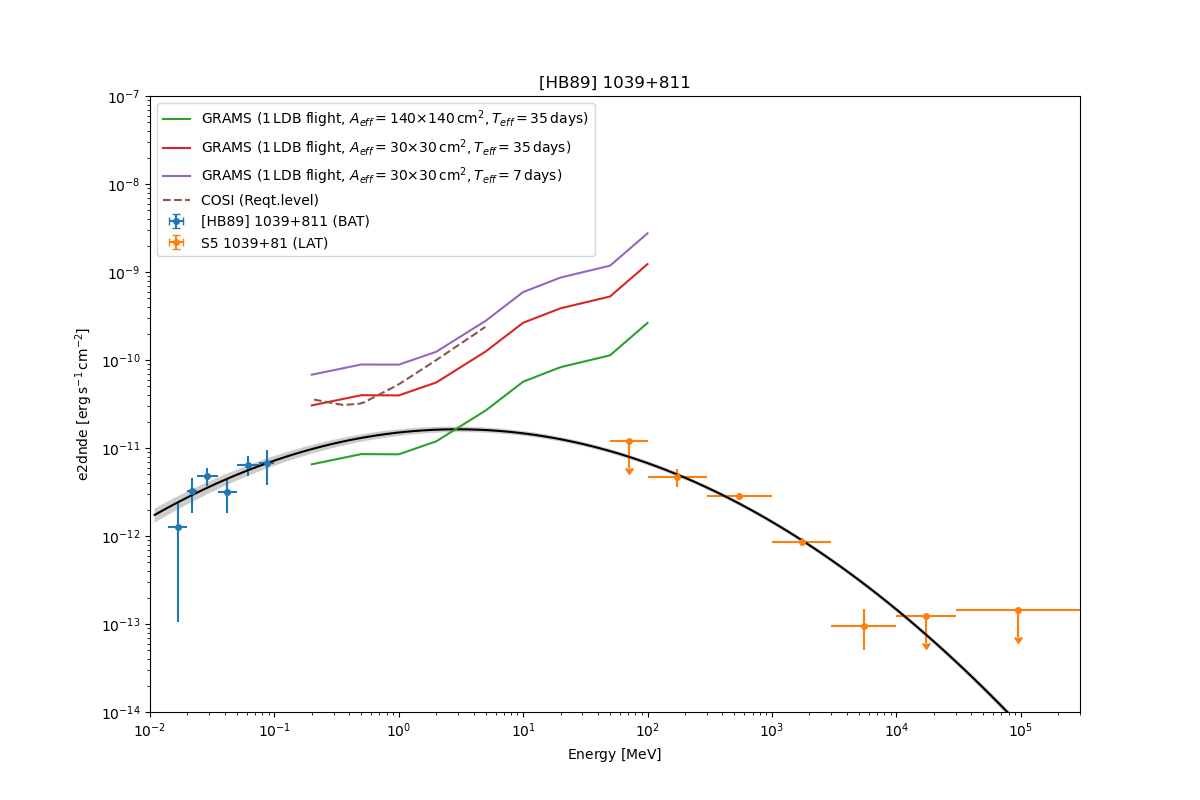 [HB89] 1039+811
10⁻⁷
10⁻⁸
10⁻⁹
10⁻¹⁰
10⁻¹¹
10⁻¹²
10⁻¹³
10⁻¹⁴
e2dnde [erg s⁻¹ cm⁻²]
GRAMS (1 LDB flight, A_eff = 140×140 cm², T_eff = 35 days)
GRAMS (1 LDB flight, A_eff = 30×30 cm², T_eff = 35 days)
GRAMS (1 LDB flight, A_eff = 30×30 cm², T_eff = 7 days)
COSI (Reqt.level)
[HB89] 1039+811 (BAT)
S5 1039+81 (LAT)
10⁻² 10⁻¹ 10⁰ 10¹ 10² 10³ 10⁴ 10⁵
Energy [MeV]